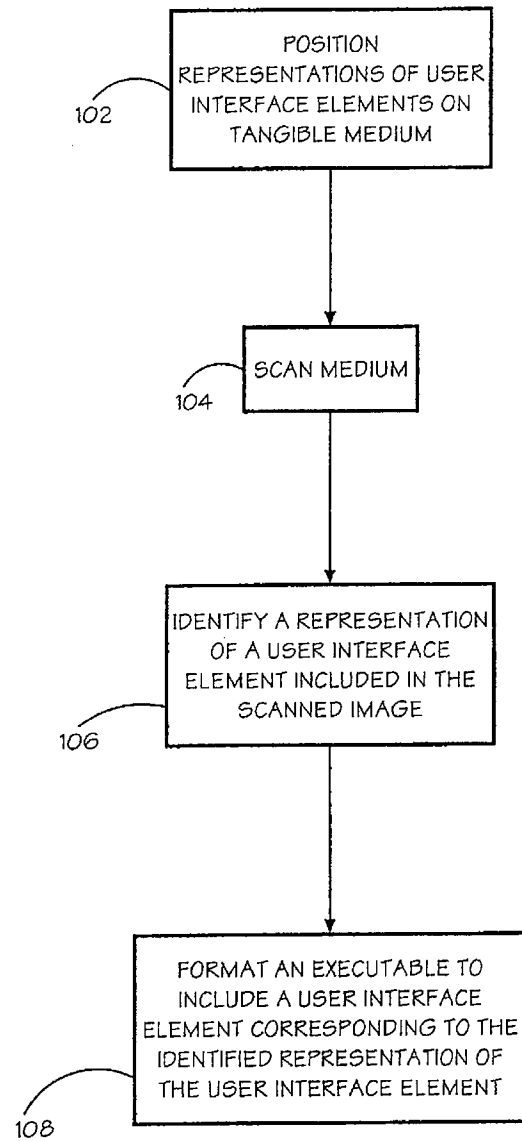 POSITION
REPRESENTATIONS OF USER
INTERFACE ELEMENTS ON
TANGIBLE MEDIUM
102
SCAN MEDIUM
104
IDENTIFY A REPRESENTATION
OF A USER INTERFACE
ELEMENT INCLUDED IN THE
SCANNED IMAGE
106
FORMAT AN EXECUTABLE TO
INCLUDE A USER INTERFACE
ELEMENT CORRESPONDING TO THE
IDENTIFIED REPRESENTATION OF
THE USER INTERFACE ELEMENT
108